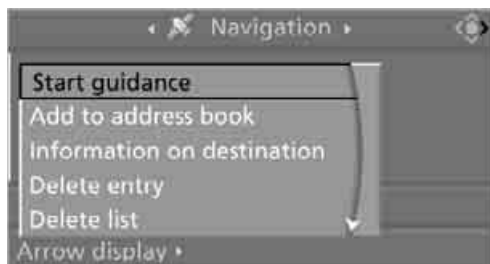 Navigation
Start guidance
Add to address book
Information on destination
Delete entry
Delete list
Arrow display